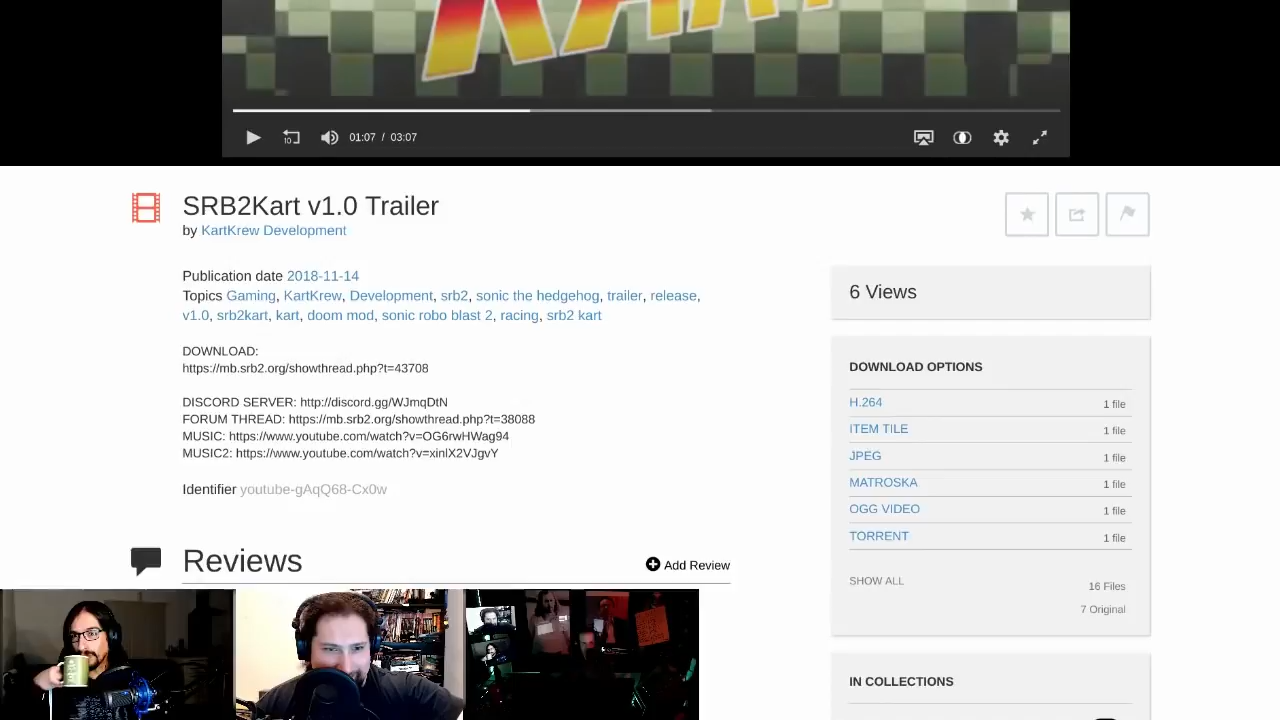 KART
10
01:07 / 03:07
SRB2Kart v1.0 Trailer
by KartKrew Development
Publication date 2018-11-14
Topics Gaming, KartKrew, Development, srb2, sonic the hedgehog, trailer, release,
v1.0, srb2kart, kart, doom mod, sonic robo blast 2, racing, srb2 kart
DOWNLOAD:
https://mb.srb2.org/showthread.php?t=43708
DISCORD SERVER: http://discord.gg/WJmqDtN
FORUM THREAD: https://mb.srb2.org/showthread.php?t=38088
MUSIC: https://www.youtube.com/watch?v=OG6rwHWag94
MUSIC2: https://www.youtube.com/watch?v=xinlX2VJgvY
Identifier youtube-gAqQ68-Cx0w
Reviews
Add Review
6 Views
DOWNLOAD OPTIONS
H.264 1 file
ITEM TILE 1 file
JPEG 1 file
MATROSKA 1 file
OGG VIDEO 1 file
TORRENT 1 file
SHOW ALL 16 Files
7 Original
IN COLLECTIONS